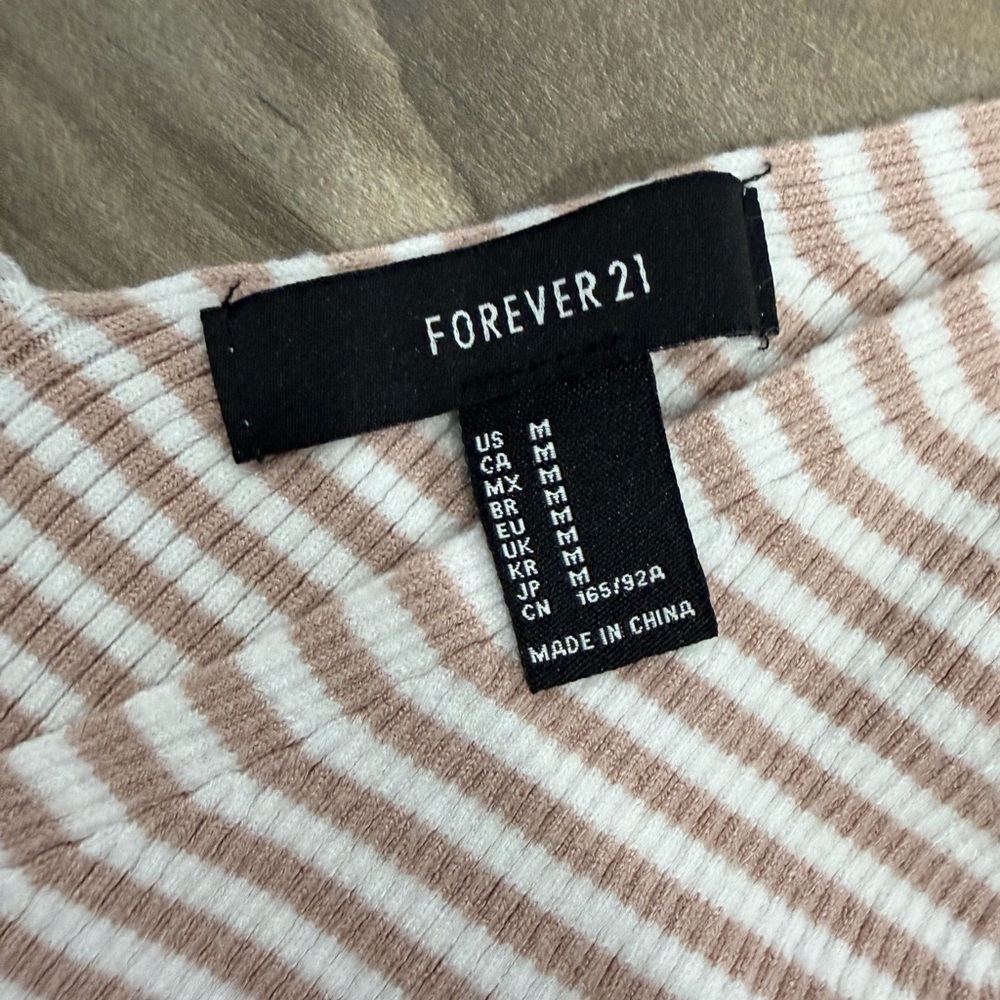 FOREVER 21
US M
CA M
MX M
BR M
EU M
UK M
KR M
JP M
CN 165/92A
MADE IN CHINA